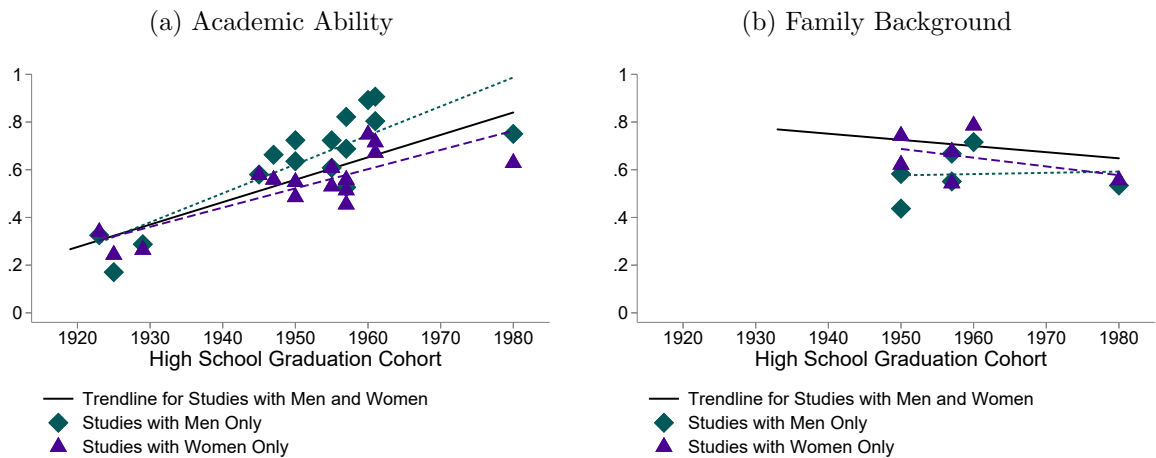 (a) Academic Ability
1
.8
.6
.4
.2
0
1920 1930 1940 1950 1960 1970 1980
High School Graduation Cohort
Trendline for Studies with Men and Women
Studies with Men Only
Studies with Women Only
(b) Family Background
1
.8
.6
.4
.2
0
1920 1930 1940 1950 1960 1970 1980
High School Graduation Cohort
Trendline for Studies with Men and Women
Studies with Men Only
Studies with Women Only